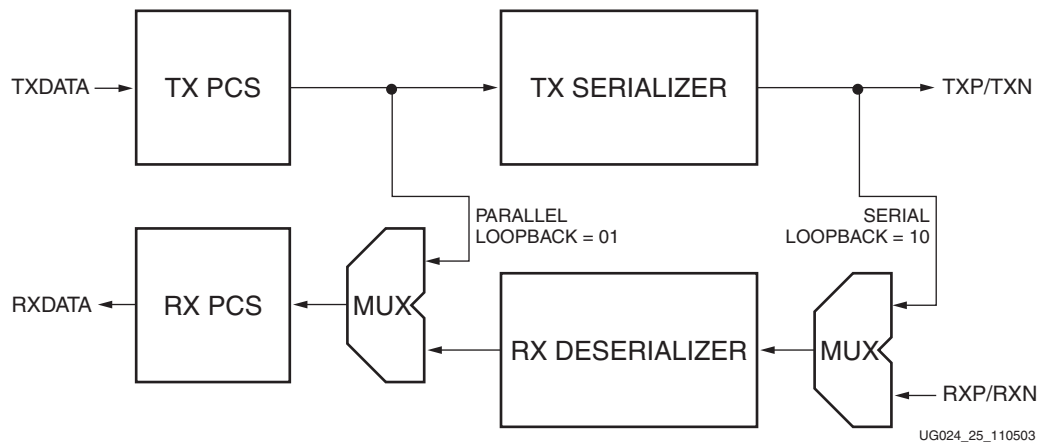 TXDATA
TX PCS
TX SERIALIZER
TXP/TXN
PARALLEL
LOOPBACK = 01
SERIAL
LOOPBACK = 10
RXDATA
RX PCS
MUX
RX DESERIALIZER
MUX
RXP/RXN
UG024_25_110503